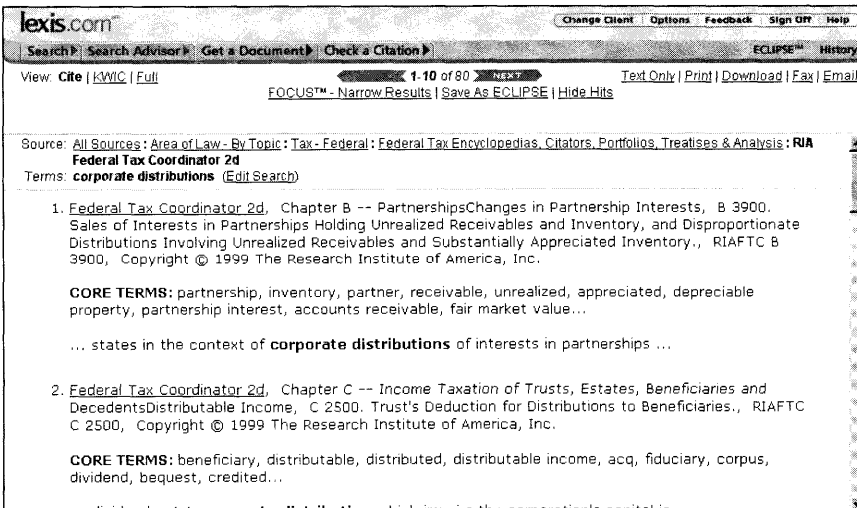 lexis.com™
Change Client | Options | Feedback | Sign Off | Help
Search | Search Advisor | Get a Document | Check a Citation
ECLIPSE™ History
View: Cite | KWIC | Full
1-10 of 80 NEXT
Text Only | Print | Download | Fax | Email
FOCUS™ - Narrow Results | Save As ECLIPSE | Hide Hits
Source: All Sources : Area of Law - By Topic : Tax - Federal : Federal Tax Encyclopedias, Citators, Portfolios, Treatises & Analysis : RIA
Federal Tax Coordinator 2d
Terms: corporate distributions (Edit Search)
1. Federal Tax Coordinator 2d, Chapter B -- PartnershipsChanges in Partnership Interests, B 3900.
Sales of Interests in Partnerships Holding Unrealized Receivables and Inventory, and Disproportionate
Distributions Involving Unrealized Receivables and Substantially Appreciated Inventory., RIAFTC B
3900, Copyright © 1999 The Research Institute of America, Inc.
CORE TERMS: partnership, inventory, partner, receivable, unrealized, appreciated, depreciable
property, partnership interest, accounts receivable, fair market value...
... states in the context of corporate distributions of interests in partnerships ...
2. Federal Tax Coordinator 2d, Chapter C -- Income Taxation of Trusts, Estates, Beneficiaries and
DecedentsDistributable Income, C 2500. Trust's Deduction for Distributions to Beneficiaries., RIAFTC
C 2500, Copyright © 1999 The Research Institute of America, Inc.
CORE TERMS: beneficiary, distributable, distributed, distributable income, acq, fiduciary, corpus,
dividend, bequest, credited...